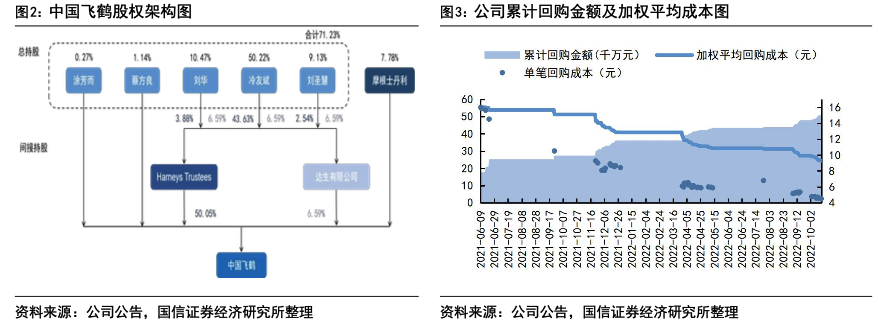 图2：中国飞鹤股权架构图
合计71.23%
总持股
0.27% 1.14% 10.47% 50.22% 9.13% 7.78%
涂芳而 蔡方良 刘华 冷友斌 刘圣慧 摩根士丹利
3.88% 6.59% 43.63% 6.59% 2.54% 6.59%
间接持股
Harneys Trustees 达生有限公司
50.05% 6.59%
中国飞鹤
资料来源：公司公告，国信证券经济研究所整理
图3：公司累计回购金额及加权平均成本图
累计回购金额(千万元) 加权平均回购成本（元）
单笔回购成本（元）
60 50 40 30 20 10 0
16 14 12 10 8 6 4
2021-06-09
2021-06-29
2021-07-19
2021-08-08
2021-08-28
2021-09-17
2021-10-07
2021-10-27
2021-11-16
2021-12-06
2021-12-26
2022-01-15
2022-02-04
2022-02-24
2022-03-16
2022-04-05
2022-04-25
2022-05-15
2022-06-04
2022-06-24
2022-07-14
2022-08-03
2022-08-23
2022-09-12
2022-10-02
资料来源：公司公告，国信证券经济研究所整理